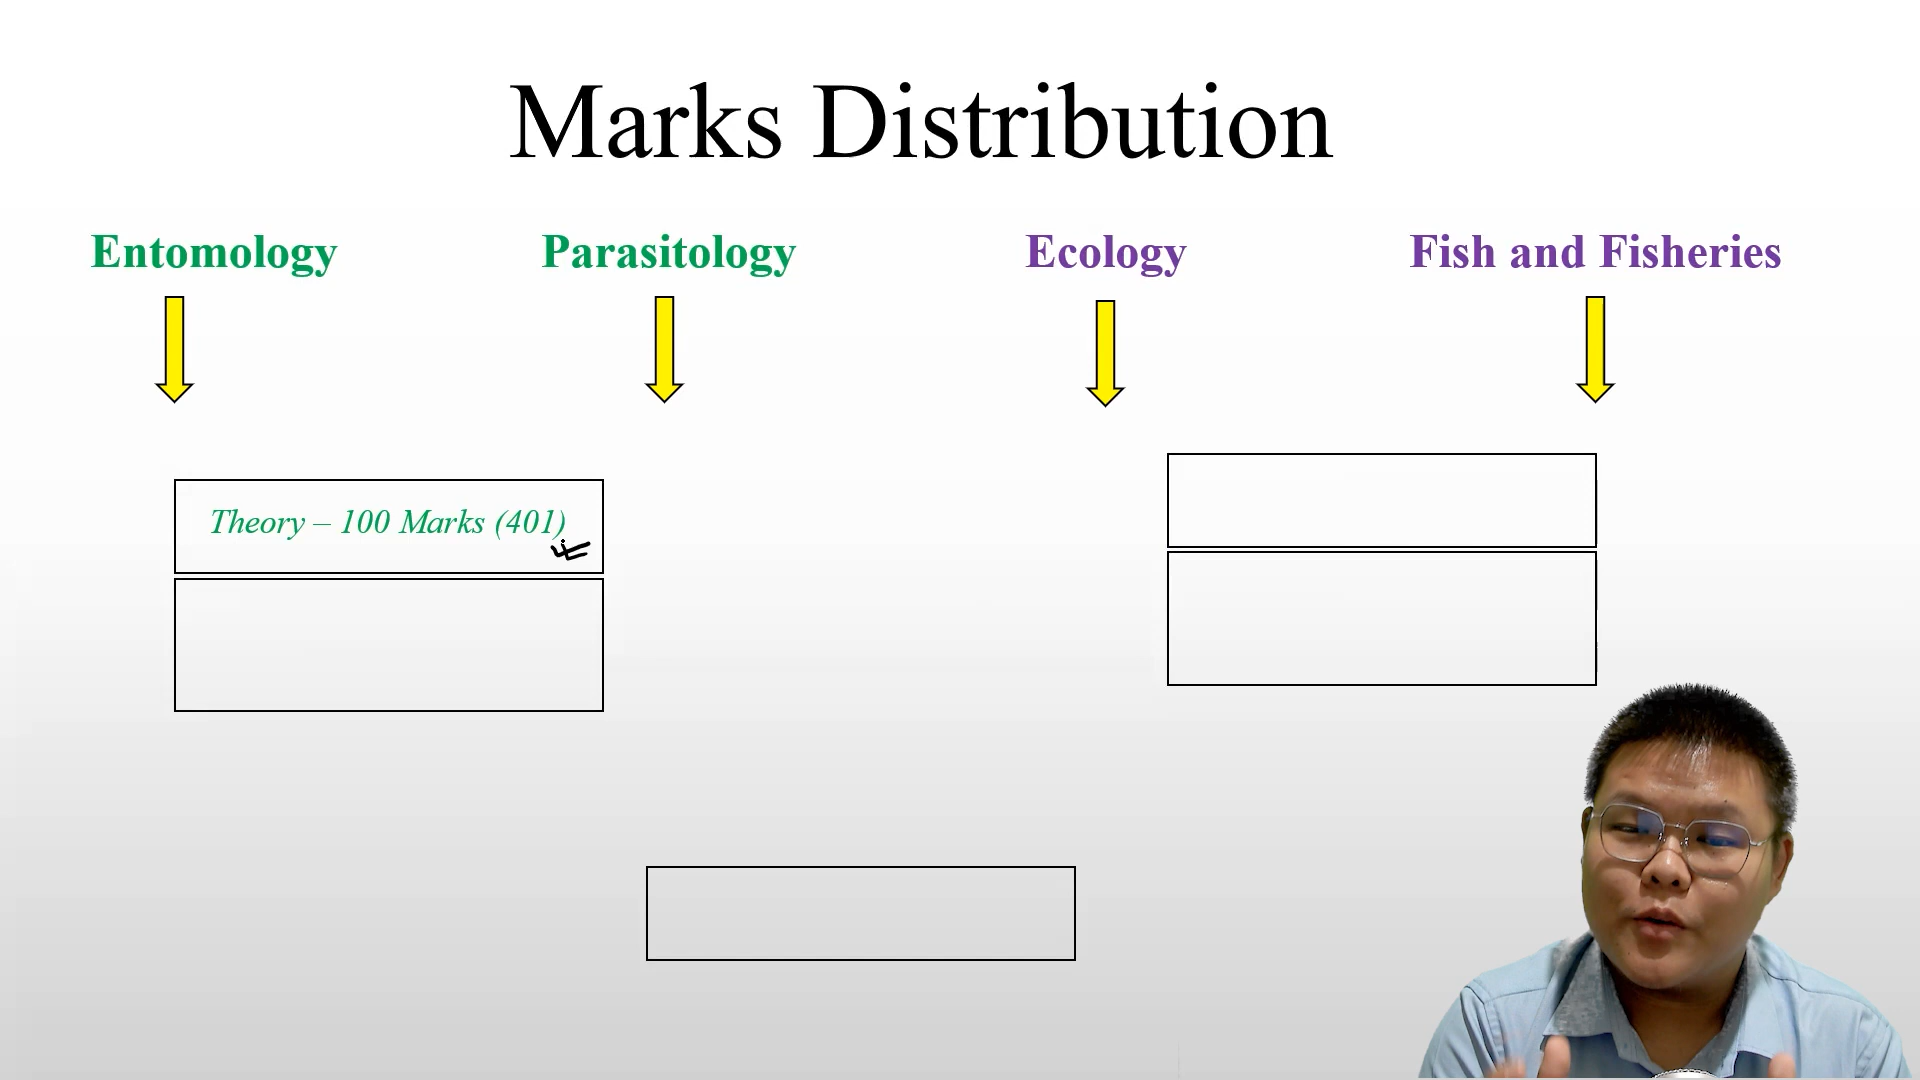 Marks Distribution
Entomology
Parasitology
Ecology
Fish and Fisheries
Theory – 100 Marks (401)